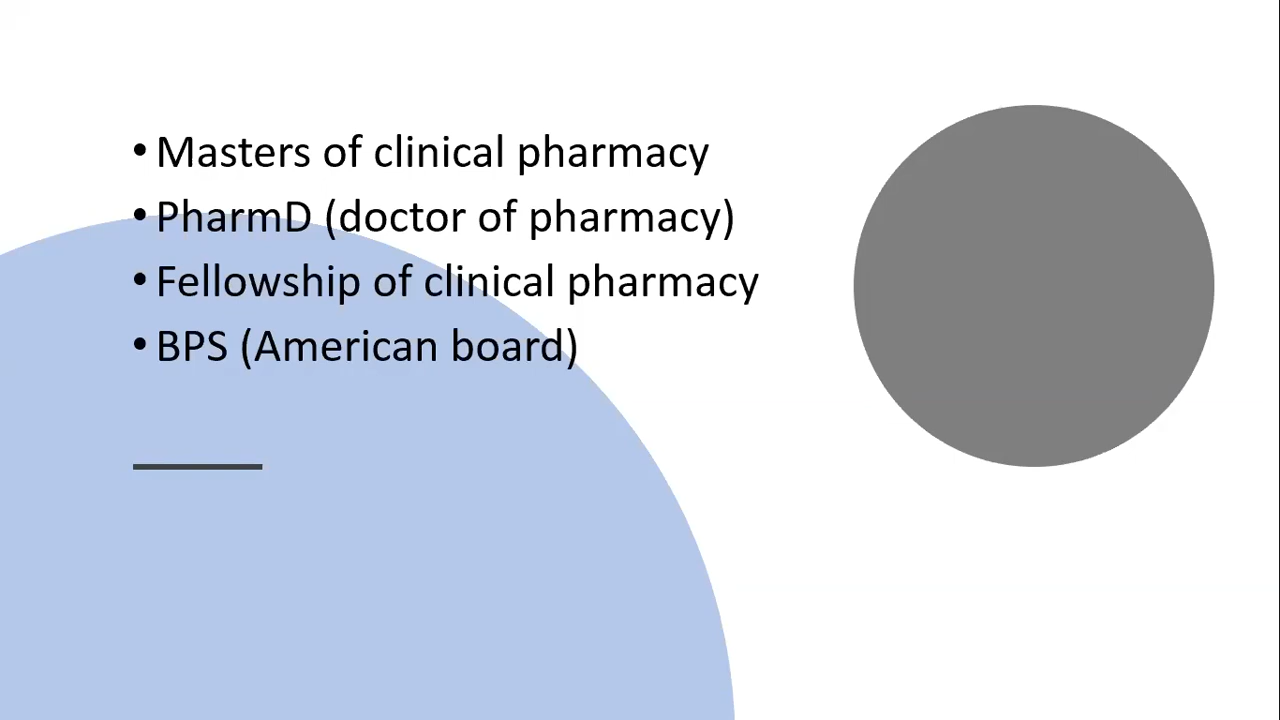 • Masters of clinical pharmacy
• PharmD (doctor of pharmacy)
• Fellowship of clinical pharmacy
• BPS (American board)